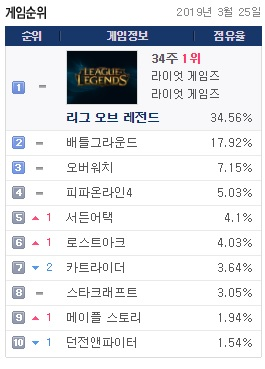 게임순위 2019년 3월 25일
순위 게임정보 점유율
1 - LEAGUE OF LEGENDS 34주 1위
라이엇 게임즈
라이엇 게임즈
리그 오브 레전드 34.56%
2 - 배틀그라운드 17.92%
3 - 오버워치 7.15%
4 - 피파온라인4 5.03%
5 ▲ 1 서든어택 4.1%
6 ▲ 1 로스트아크 4.03%
7 ▼ 2 카트라이더 3.64%
8 - 스타크래프트 3.05%
9 ▲ 1 메이플 스토리 1.94%
10 ▼ 1 던전앤파이터 1.54%